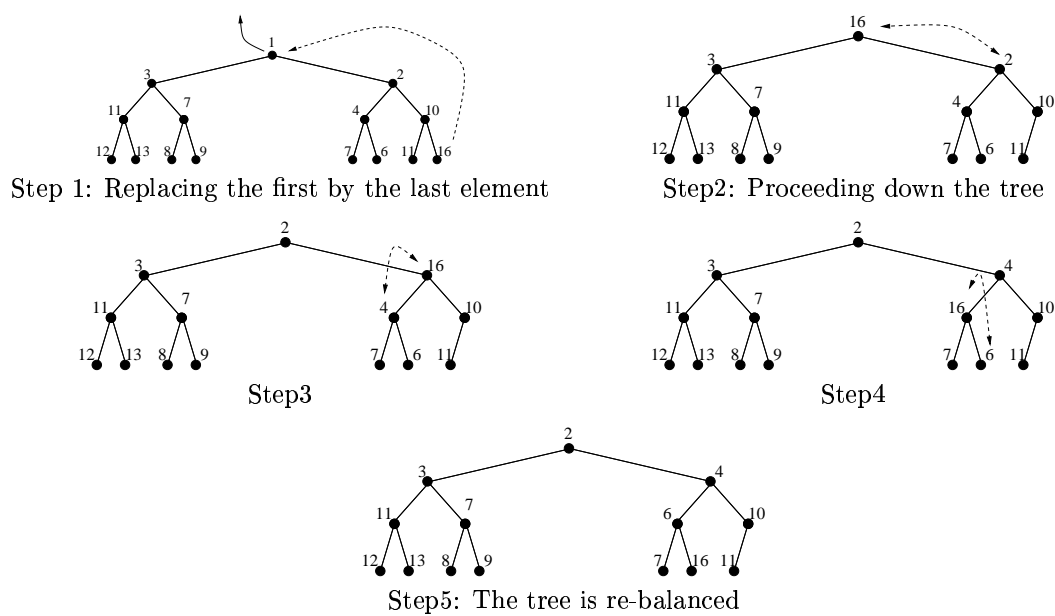 1
3 2
11 7 4 10
12 13 8 9 7 6 11 16
Step 1: Replacing the first by the last element
16
3 2
11 7 4 10
12 13 8 9 7 6 11
Step2: Proceeding down the tree
2
3 16
11 7 4 10
12 13 8 9 7 6 11
Step3
2
3 4
11 7 16 10
12 13 8 9 7 6 11
Step4
2
3 4
11 7 6 10
12 13 8 9 7 16 11
Step5: The tree is re-balanced